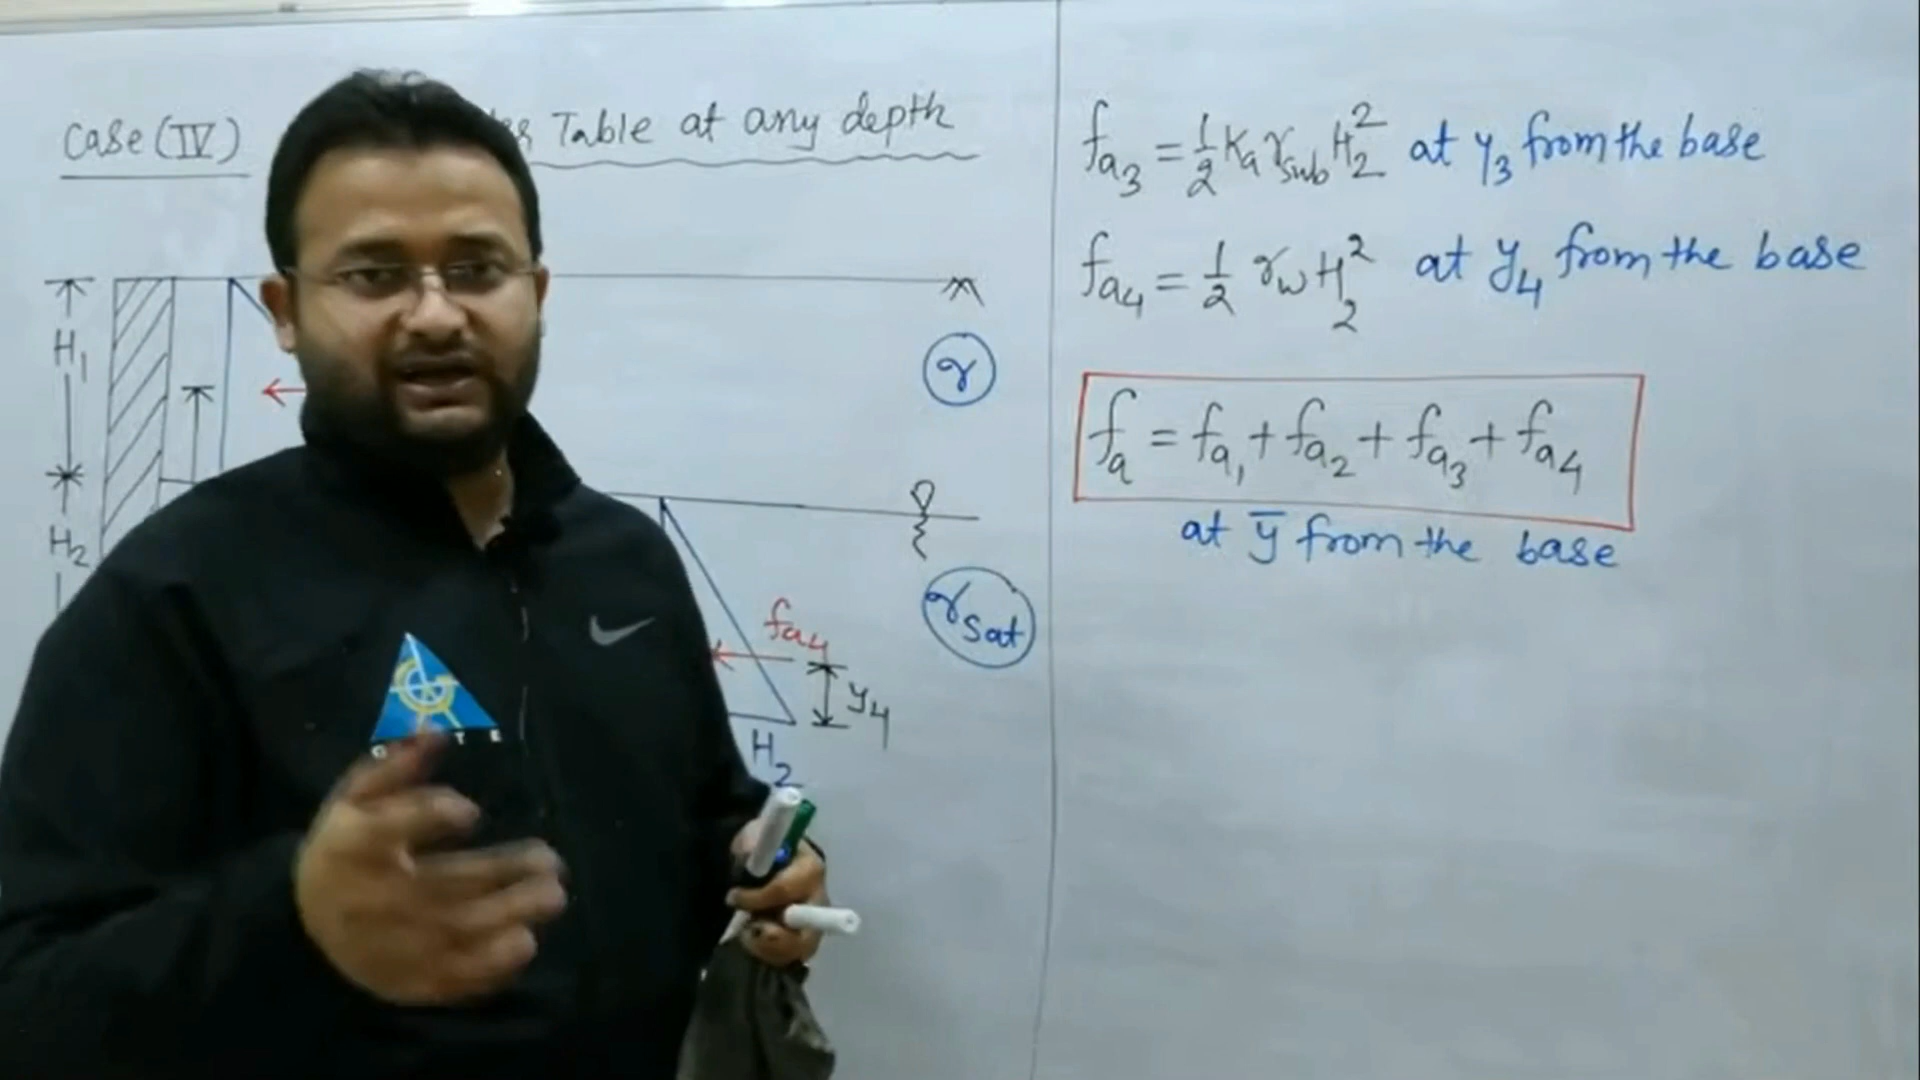 Case (IV) Table at any depth
H₁
H₂
γ
γsat
fa₄
y₄
H₂
fa₃ = 1/2 Ka γsub H₂² at y₃ from the base
fa₄ = 1/2 γw H₂² at y₄ from the base
fa = fa₁ + fa₂ + fa₃ + fa₄
at ȳ from the base